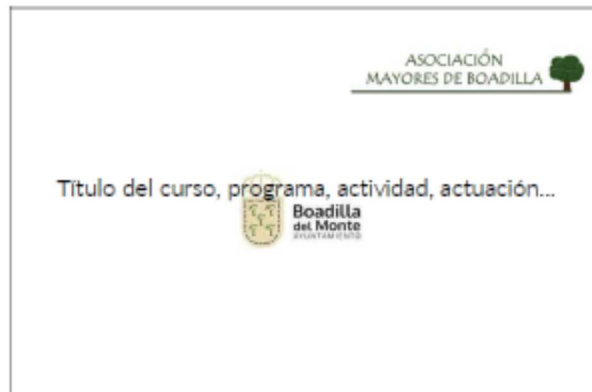 ASOCIACIÓN
MAYORES DE BOADILLA
Título del curso, programa, actividad, actuación...
Boadilla
del Monte
AYUNTAMIENTO